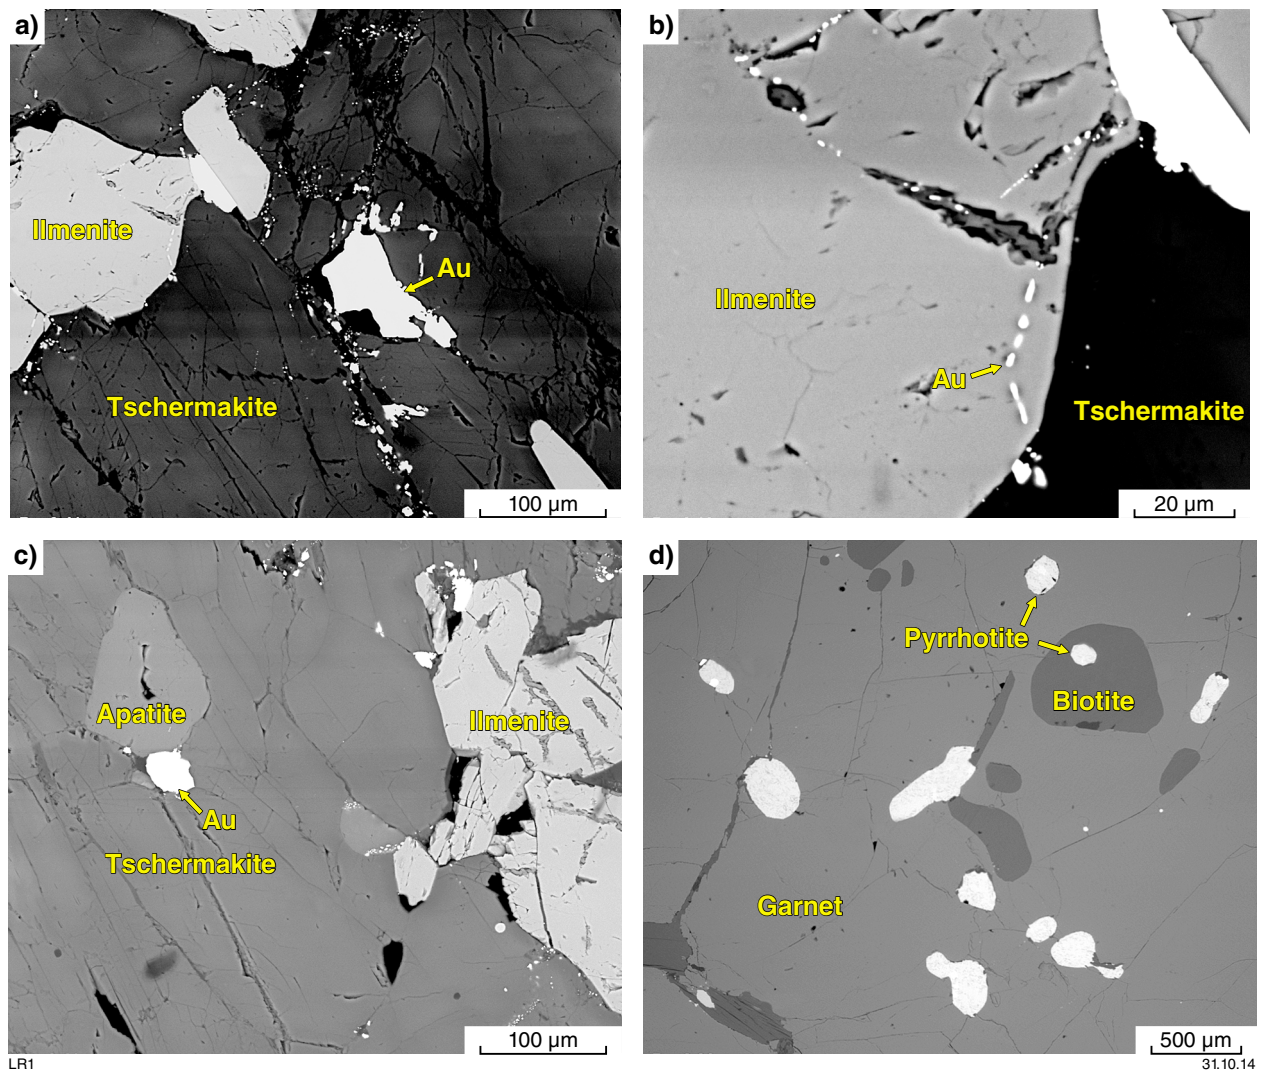 a)
Ilmenite
Au
Tschermakite
100 µm
b)
Ilmenite
Au
Tschermakite
20 µm
c)
Apatite
Ilmenite
Au
Tschermakite
100 µm
d)
Pyrrhotite
Biotite
Garnet
500 µm
LR1
31.10.14